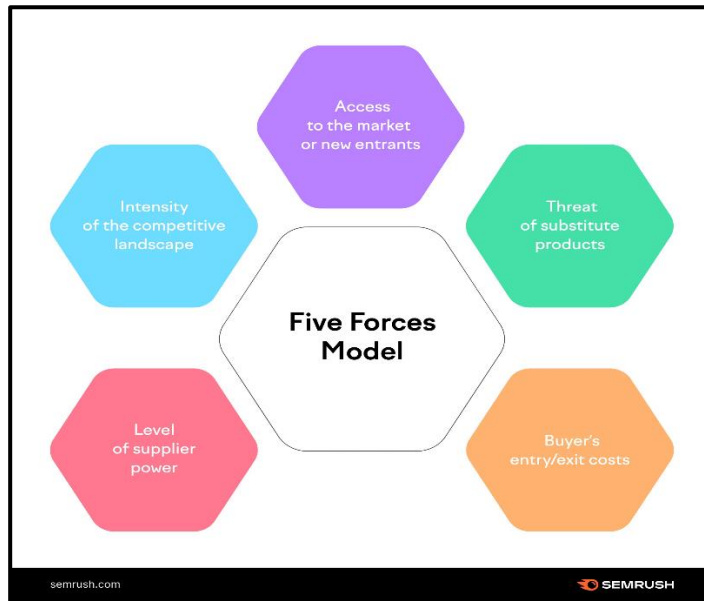 Access
to the market
or new entrants
Intensity
of the competitive
landscape
Threat
of substitute
products
Five Forces
Model
Level
of supplier
power
Buyer's
entry/exit costs
semrush.com
SEMRUSH